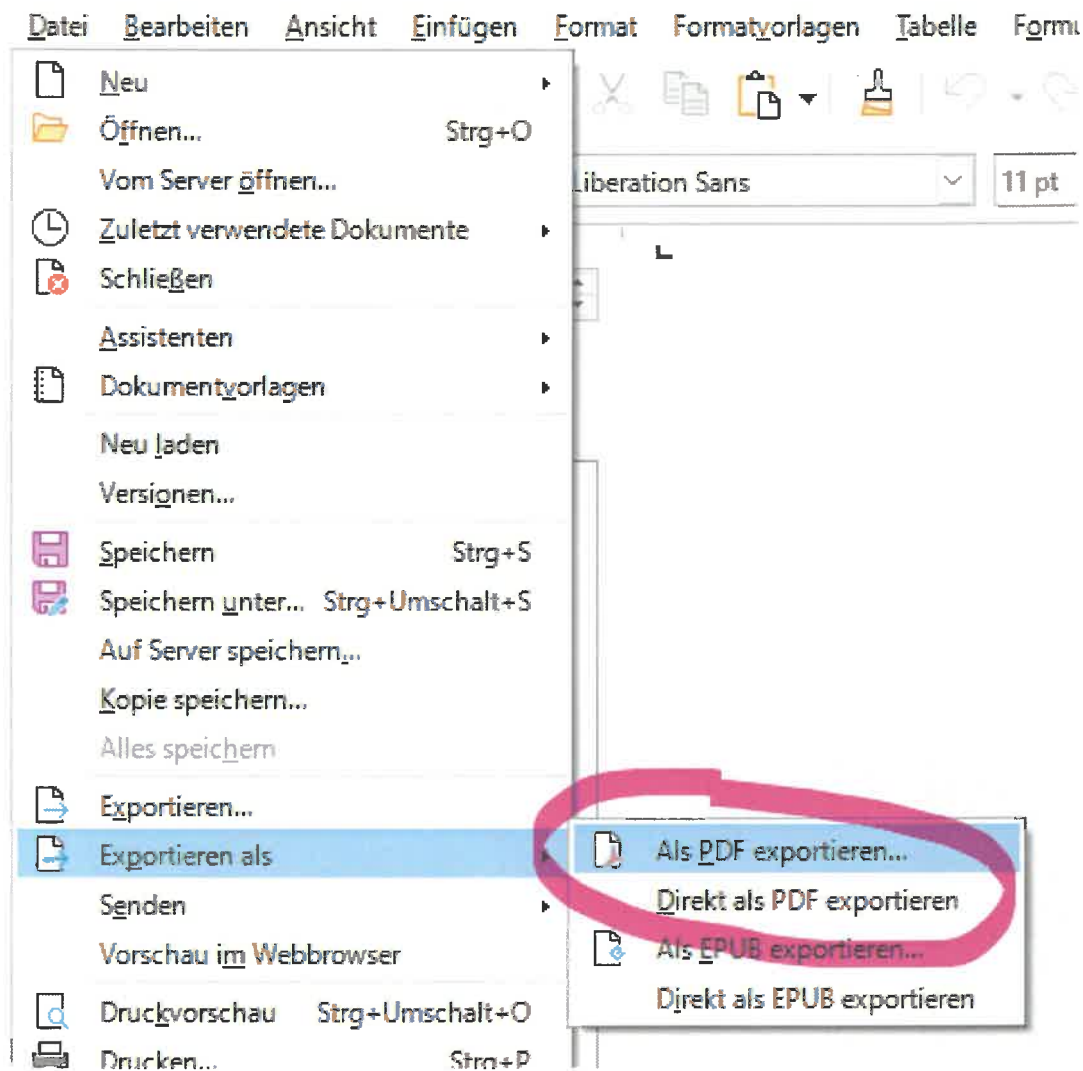 Datei Bearbeiten Ansicht Einfügen Format Formatvorlagen Tabelle Formu
Neu
Öffnen... Strg+O
Vom Server öffnen...
Liberation Sans 11 pt
Zuletzt verwendete Dokumente
Schließen
Assistenten
Dokumentvorlagen
Neu laden
Versionen...
Speichern Strg+S
Speichern unter... Strg+Umschalt+S
Auf Server speichern...
Kopie speichern...
Alles speichern
Exportieren...
Exportieren als
Senden
Vorschau im Webbrowser
Druckvorschau Strg+Umschalt+O
Drucken... Strg+P
Als PDF exportieren...
Direkt als PDF exportieren
Als EPUB exportieren...
Direkt als EPUB exportieren